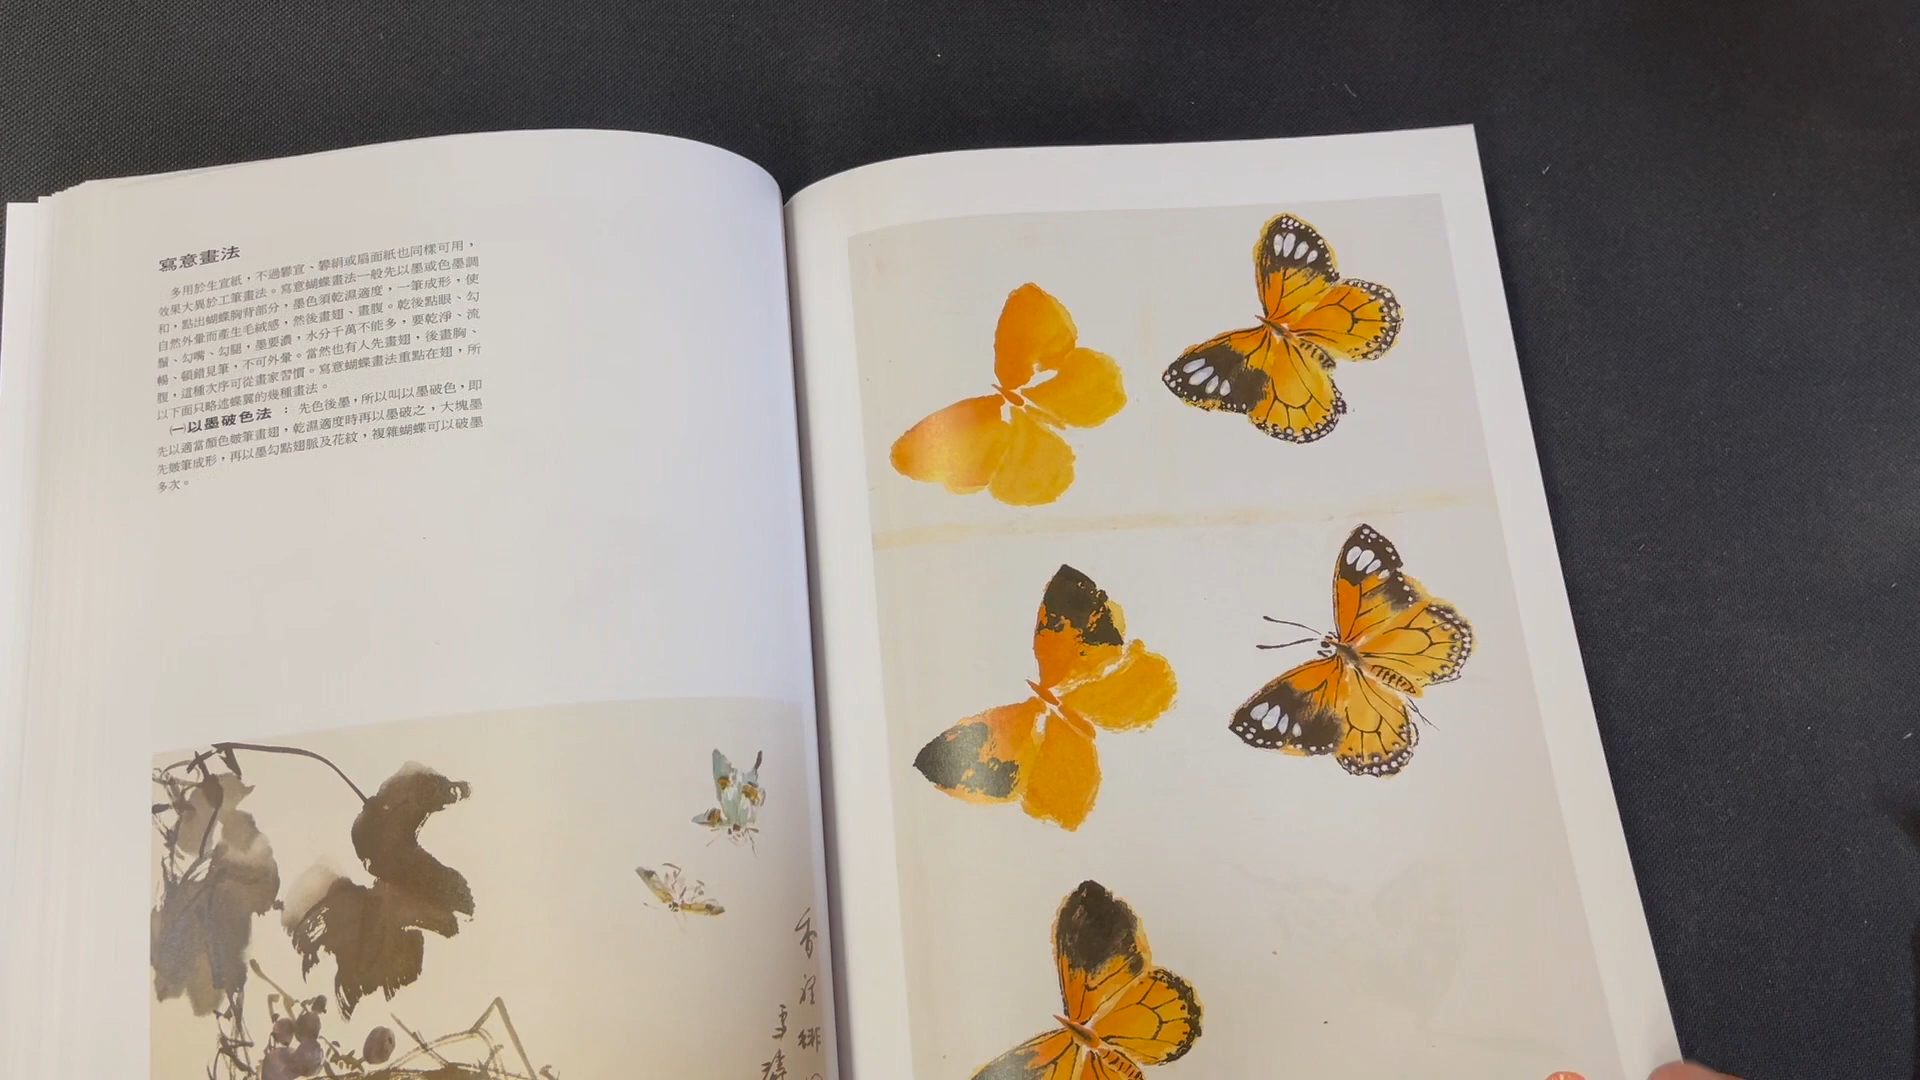 寫意畫法
多用於生宣紙，不過礬宣、礬絹或扇面紙也同樣可用，
效果大異於工筆畫法。寫意蝴蝶畫法一般先以墨或色墨調
和，點出蝴蝶胸背部分，墨色須乾濕適度，一筆成形，使
自然外暈而產生毛絨感，然後畫翅、畫腹。乾後點眼、勾
鬚、勾嘴、勾腿，墨要濃，水分千萬不能多，要乾淨、流
暢、頓錯見筆，不可外暈。當然也有人先畫翅，後畫胸、
腹，這種次序可從畫家習慣。寫意蝴蝶畫法重點在翅，所
以下面只略述蝶翼的幾種畫法。
㈠以墨破色法：先色後墨，所以叫以墨破色，即
先以適當顏色皴筆畫翅，乾濕適度時再以墨破之，大塊墨
先皴筆成形，再以墨勾點翅脈及花紋，複雜蝴蝶可以破墨
多次。